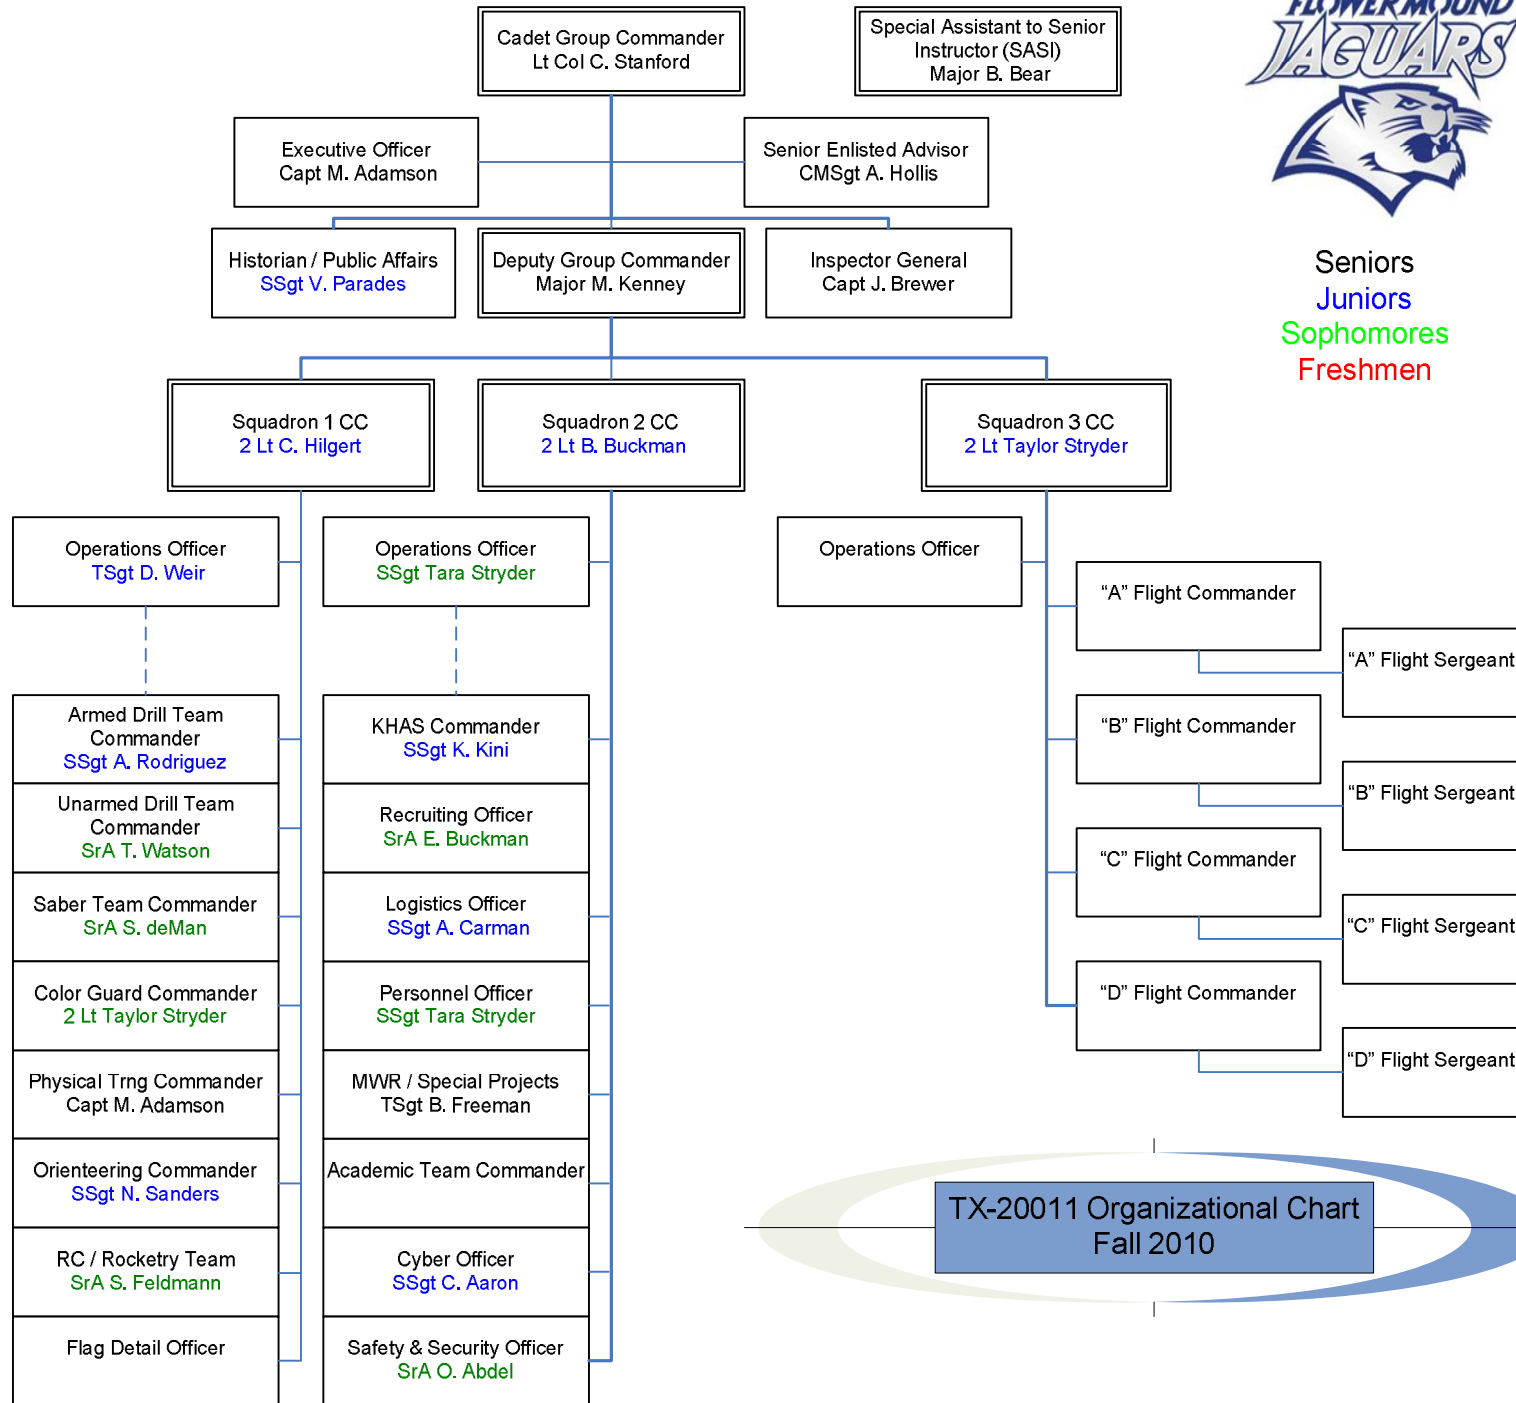 Cadet Group Commander
Lt Col C. Stanford
Special Assistant to Senior
Instructor (SASI)
Major B. Bear
FLOWER MOUND
JAGUARS
Executive Officer
Capt M. Adamson
Senior Enlisted Advisor
CMSgt A. Hollis
Historian / Public Affairs
SSgt V. Parades
Deputy Group Commander
Major M. Kenney
Inspector General
Capt J. Brewer
Seniors
Juniors
Sophomores
Freshmen
Squadron 1 CC
2 Lt C. Hilgert
Squadron 2 CC
2 Lt B. Buckman
Squadron 3 CC
2 Lt Taylor Stryder
Operations Officer
TSgt D. Weir
Operations Officer
SSgt Tara Stryder
Operations Officer
Armed Drill Team
Commander
SSgt A. Rodriguez
Unarmed Drill Team
Commander
SrA T. Watson
Saber Team Commander
SrA S. deMan
Color Guard Commander
2 Lt Taylor Stryder
Physical Trng Commander
Capt M. Adamson
Orienteering Commander
SSgt N. Sanders
RC / Rocketry Team
SrA S. Feldmann
Flag Detail Officer
KHAS Commander
SSgt K. Kini
Recruiting Officer
SrA E. Buckman
Logistics Officer
SSgt A. Carman
Personnel Officer
SSgt Tara Stryder
MWR / Special Projects
TSgt B. Freeman
Academic Team Commander
Cyber Officer
SSgt C. Aaron
Safety & Security Officer
SrA O. Abdel
“A” Flight Commander
“A” Flight Sergeant
“B” Flight Commander
“B” Flight Sergeant
“C” Flight Commander
“C” Flight Sergeant
“D” Flight Commander
“D” Flight Sergeant
TX-20011 Organizational Chart
Fall 2010